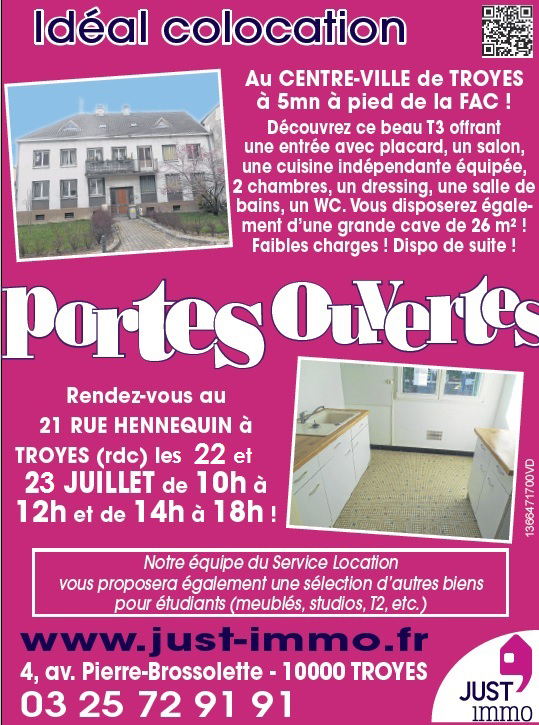 Idéal colocation
Au CENTRE-VILLE de TROYES
à 5mn à pied de la FAC !
Découvrez ce beau T3 offrant
une entrée avec placard, un salon,
une cuisine indépendante équipée,
2 chambres, un dressing, une salle de
bains, un WC. Vous disposerez égale-
ment d'une grande cave de 26 m² !
Faibles charges ! Dispo de suite !
Portes Ouvertes
Rendez-vous au
21 RUE HENNEQUIN à
TROYES (rdc) les 22 et
23 JUILLET de 10h à
12h et de 14h à 18h !
1366471700VD
Notre équipe du Service Location
vous proposera également une sélection d'autres biens
pour étudiants (meublés, studios, T2, etc.)
www.just-immo.fr
4, av. Pierre-Brossolette - 10000 TROYES
03 25 72 91 91
JUST
immo